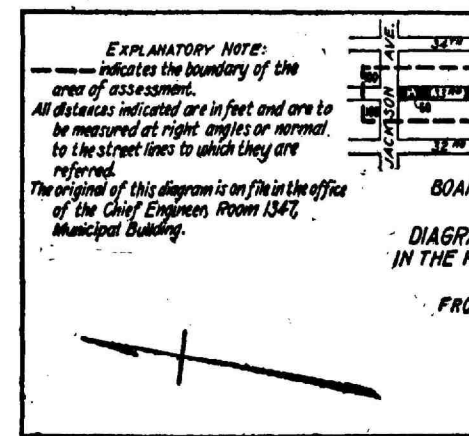 EXPLANATORY NOTE:
indicates the boundary of the
area of assessment.
All distances indicated are in feet and are to
be measured at right angles or normal
to the street lines to which they are
referred.
The original of this diagram is on file in the office
of the Chief Engineer, Room 1347,
Municipal Building.
JACKSON AVE.
34TH
100
60
100
32ND
BOAR
DIAGRA
IN THE
FRO